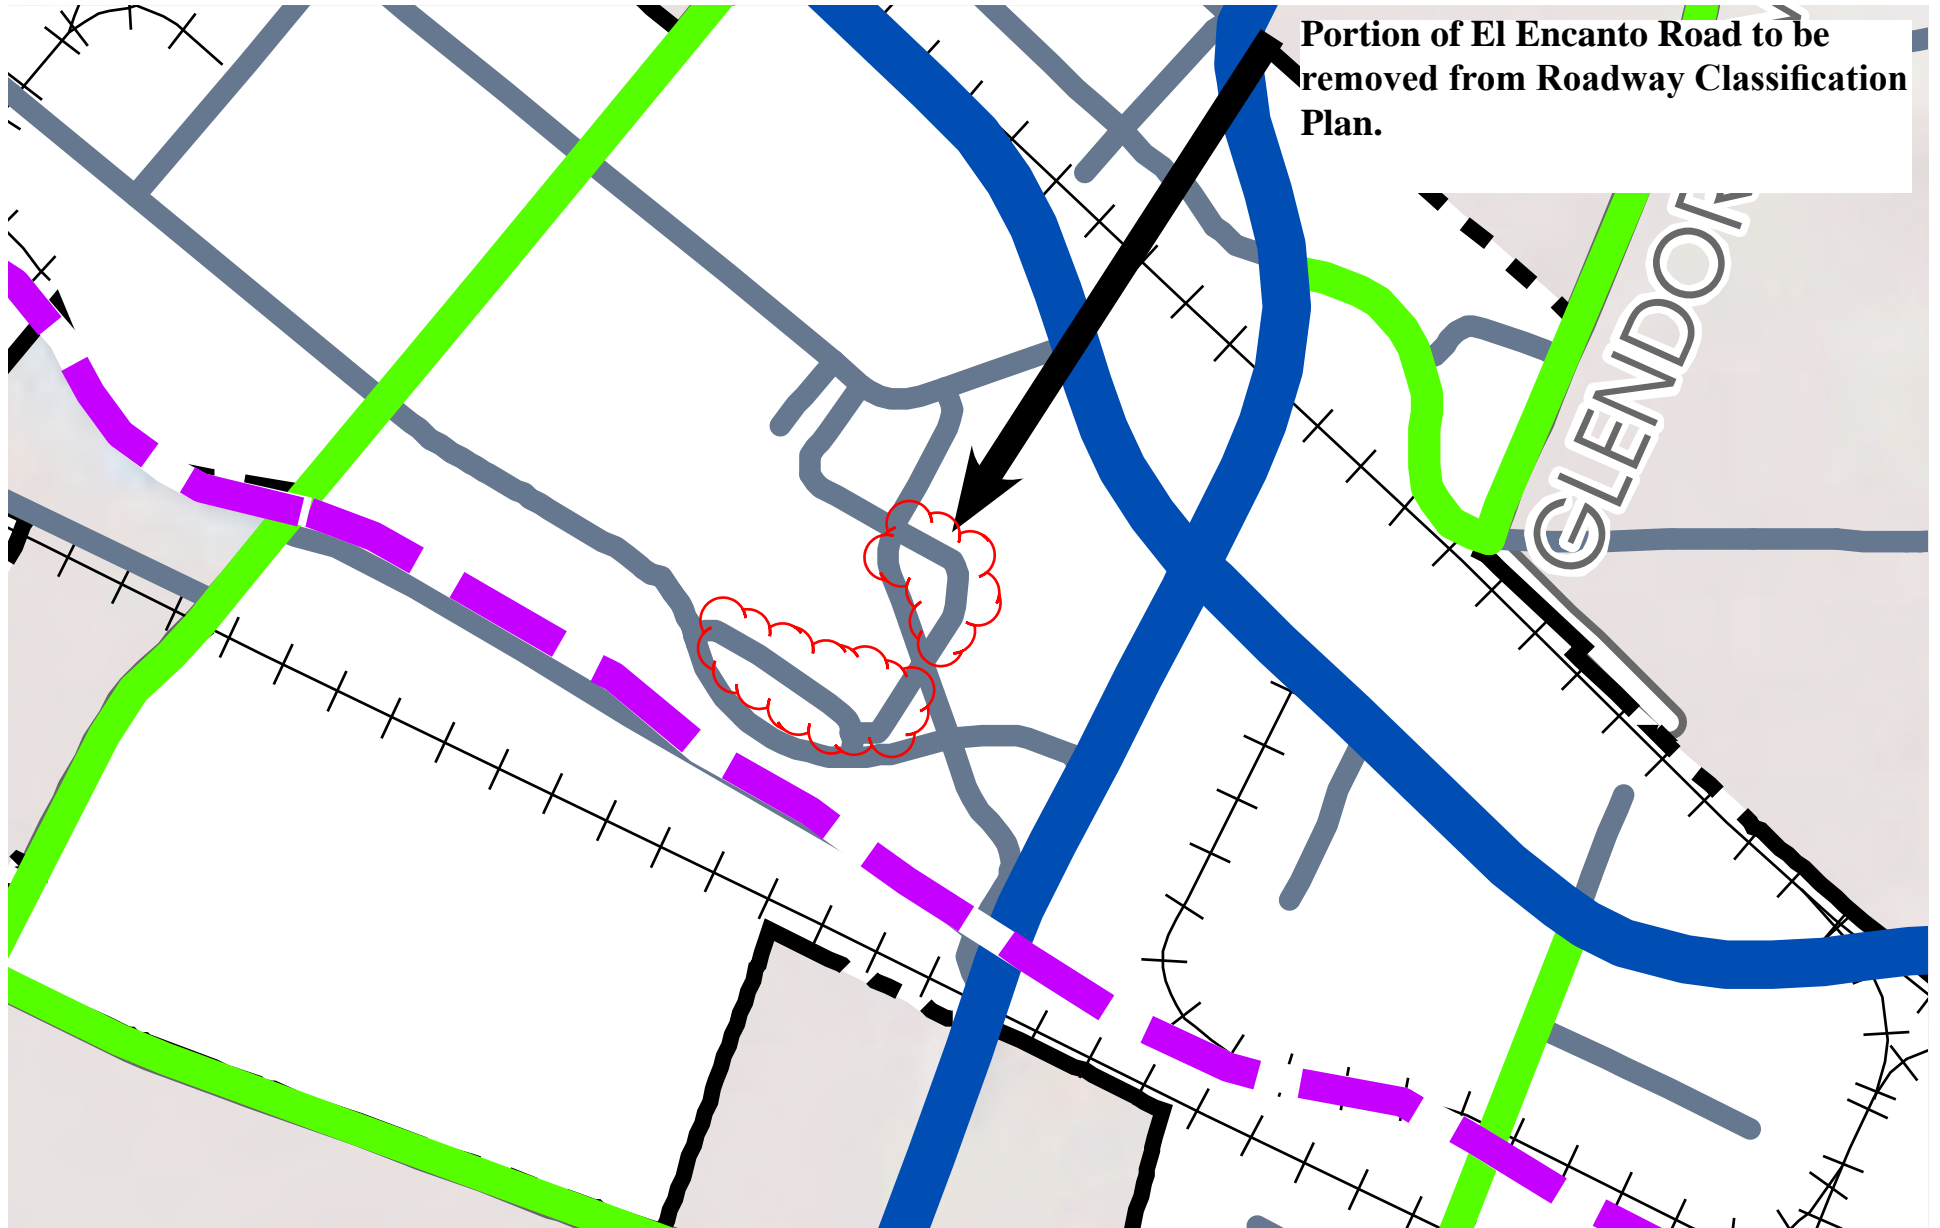 Portion of El Encanto Road to be
removed from Roadway Classification
Plan.
GLENDOR